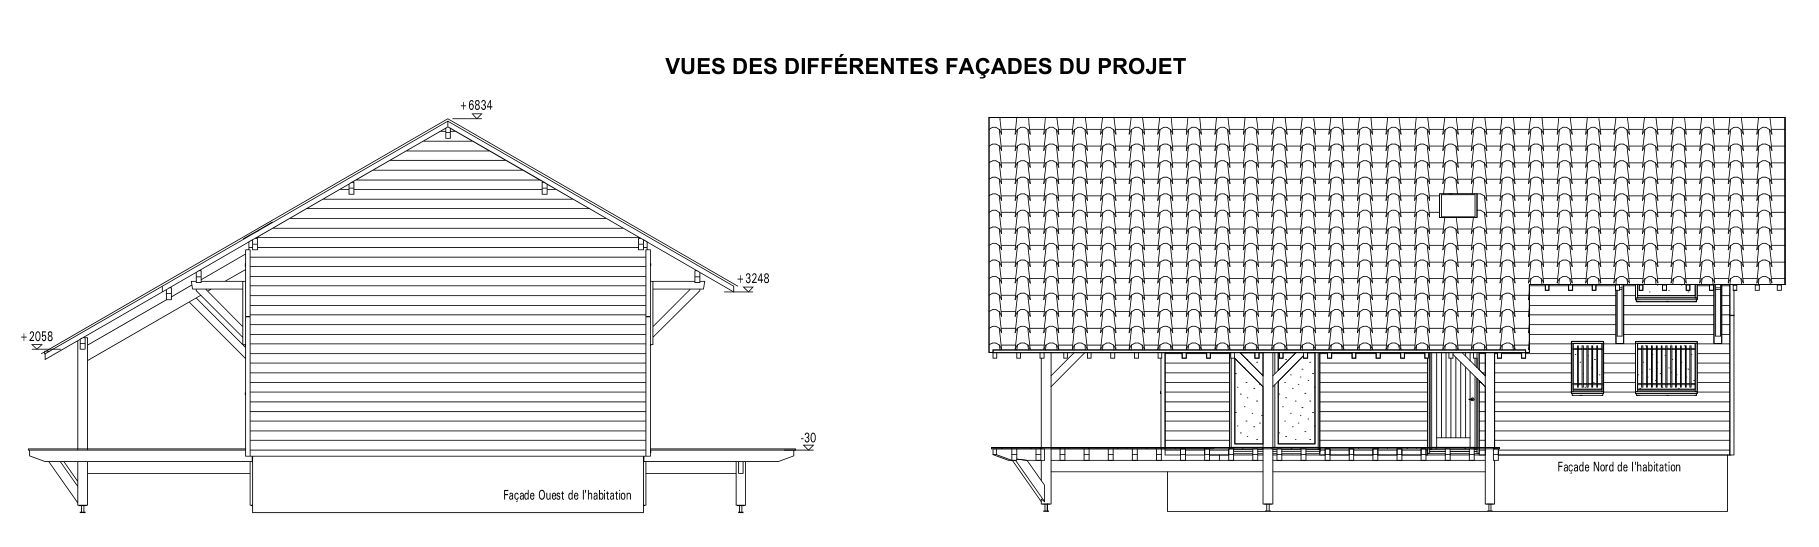 VUES DES DIFFÉRENTES FAÇADES DU PROJET
+6834
+3248
+2058
-30
Façade Ouest de l'habitation
Façade Nord de l'habitation